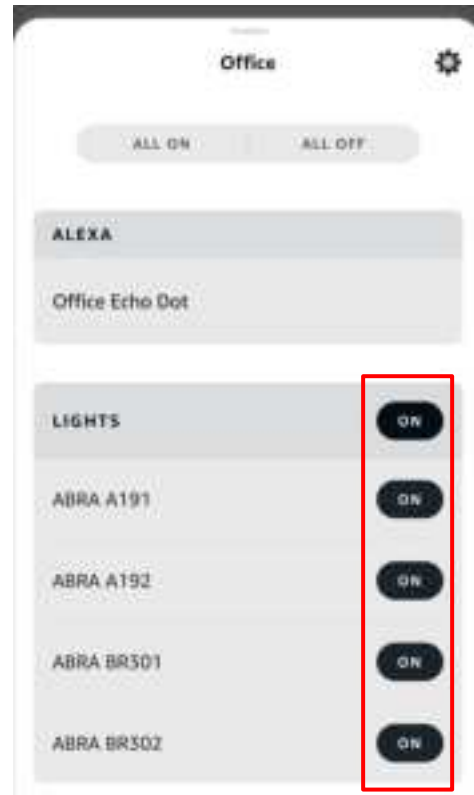 Office
ALL ON ALL OFF
ALEXA
Office Echo Dot
LIGHTS ON
ABRA A191 ON
ABRA A192 ON
ABRA BR301 ON
ABRA BR302 ON